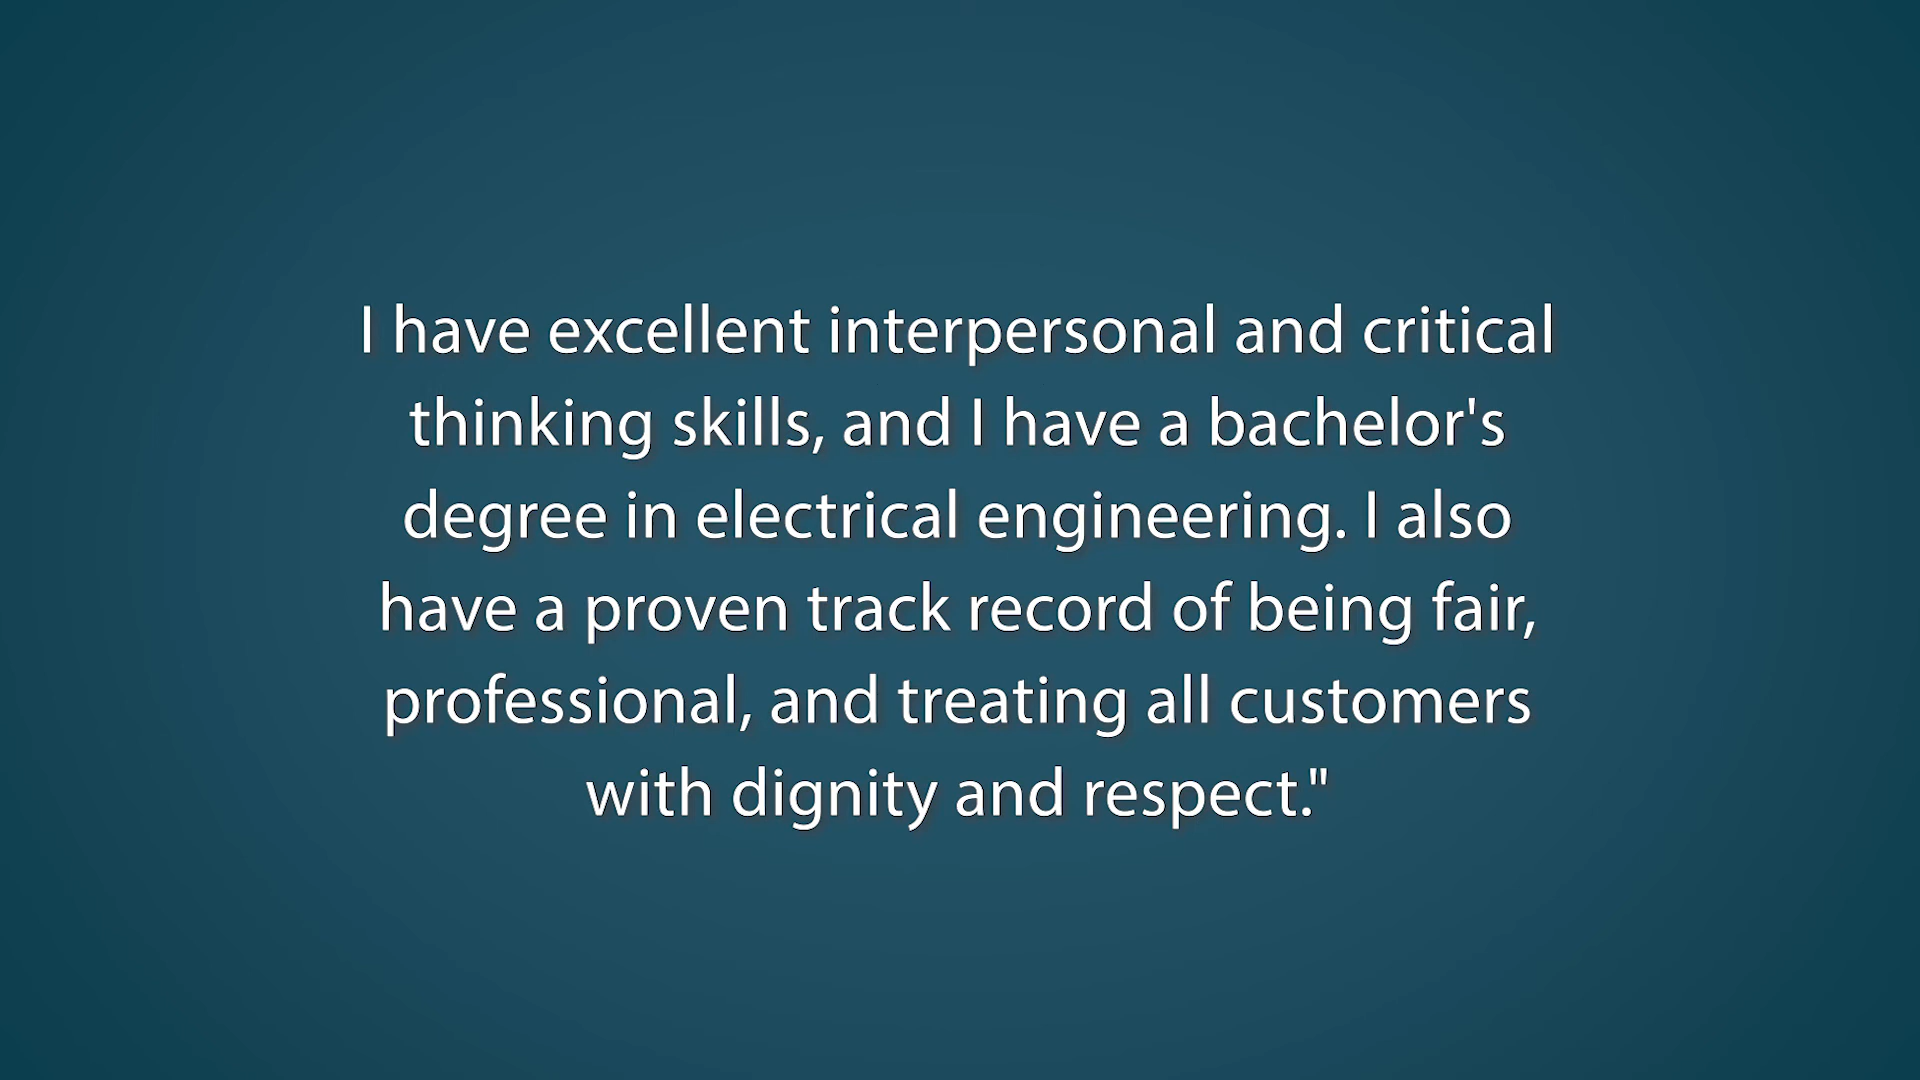 I have excellent interpersonal and critical
thinking skills, and I have a bachelor's
degree in electrical engineering. I also
have a proven track record of being fair,
professional, and treating all customers
with dignity and respect."